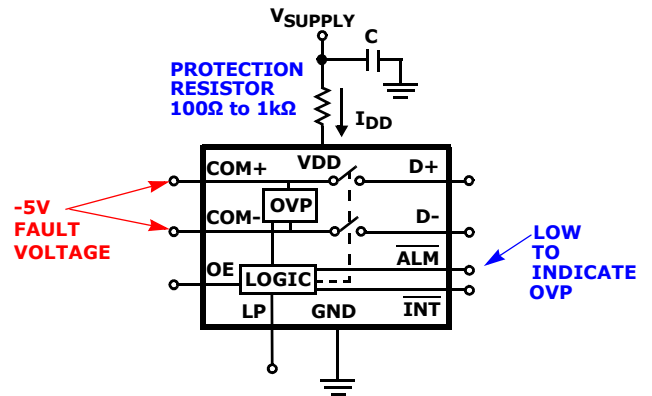 VSUPPLY
C
PROTECTION
RESISTOR
100Ω to 1kΩ
IDD
COM+
VDD
D+
OVP
-5V
FAULT
VOLTAGE
COM-
D-
LOW
TO
INDICATE
OVP
ALM
OE
LOGIC
LP
GND
INT